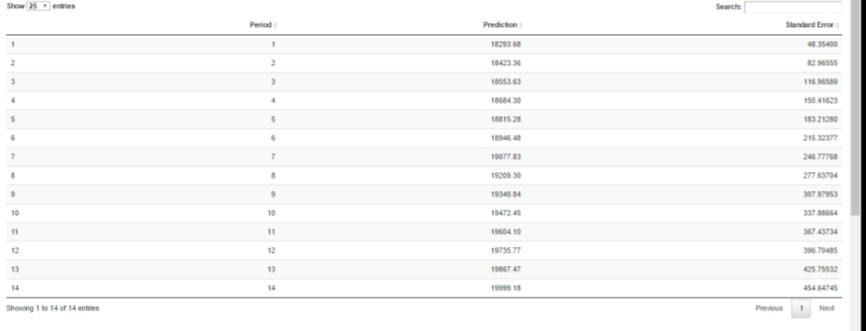 Show 25 entries Search:
Period Prediction Standard Error
1 1 18293.68 48.35400
2 2 18423.36 82.96555
3 3 18553.63 116.96589
4 4 18684.30 150.41623
5 5 18815.28 183.21280
6 6 18946.48 215.32377
7 7 19077.83 246.77768
8 8 19209.30 277.63704
9 9 19340.84 307.97953
10 10 19472.45 337.88664
11 11 19604.10 367.43734
12 12 19735.77 396.70485
13 13 19867.47 425.75532
14 14 19999.18 454.64745
Showing 1 to 14 of 14 entries Previous 1 Next